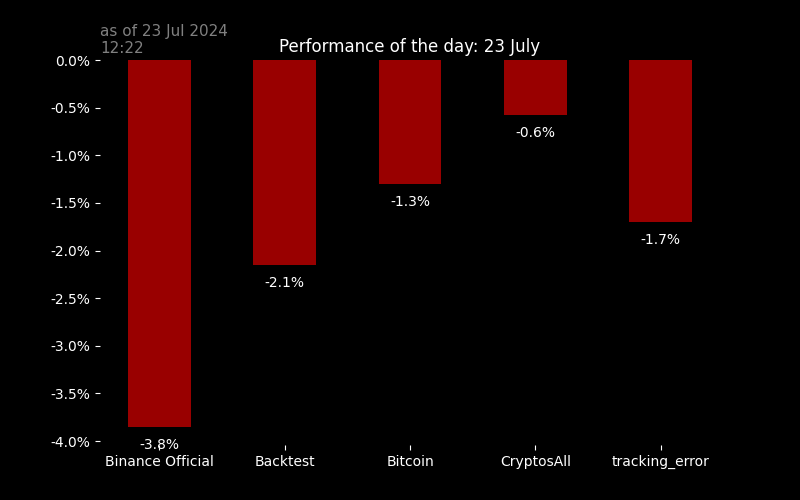 as of 23 Jul 2024
12:22
Performance of the day: 23 July
0.0%
-0.5%
-1.0%
-1.5%
-2.0%
-2.5%
-3.0%
-3.5%
-4.0%
-3.8%
-2.1%
-1.3%
-0.6%
-1.7%
Binance Official
Backtest
Bitcoin
CryptosAll
tracking_error